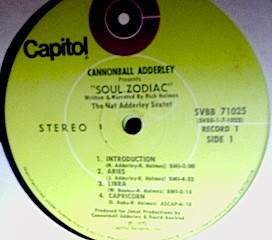 Capitol
CANNONBALL ADDERLEY
Presents
"SOUL ZODIAC"
Written & Narrated By Rick Holmes
The Nat Adderley Sextet
SVBB 71025
STEREO 1
RECORD 1
SIDE 1
1. INTRODUCTION
2. ARIES
3. LIBRA
4. CAPRICORN
Produced for Junat Productions by
Cannonball Adderley & David Axelrod